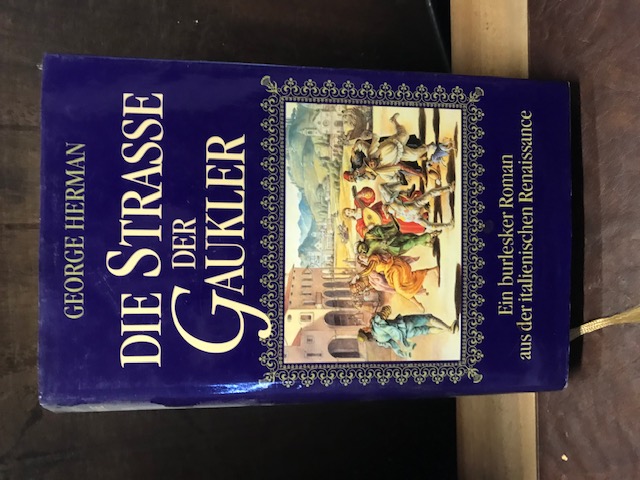 GEORGE HERMAN
DIE STRASSE
DER
GAUKLER
Ein burlesker Roman
aus der italienischen Renaissance